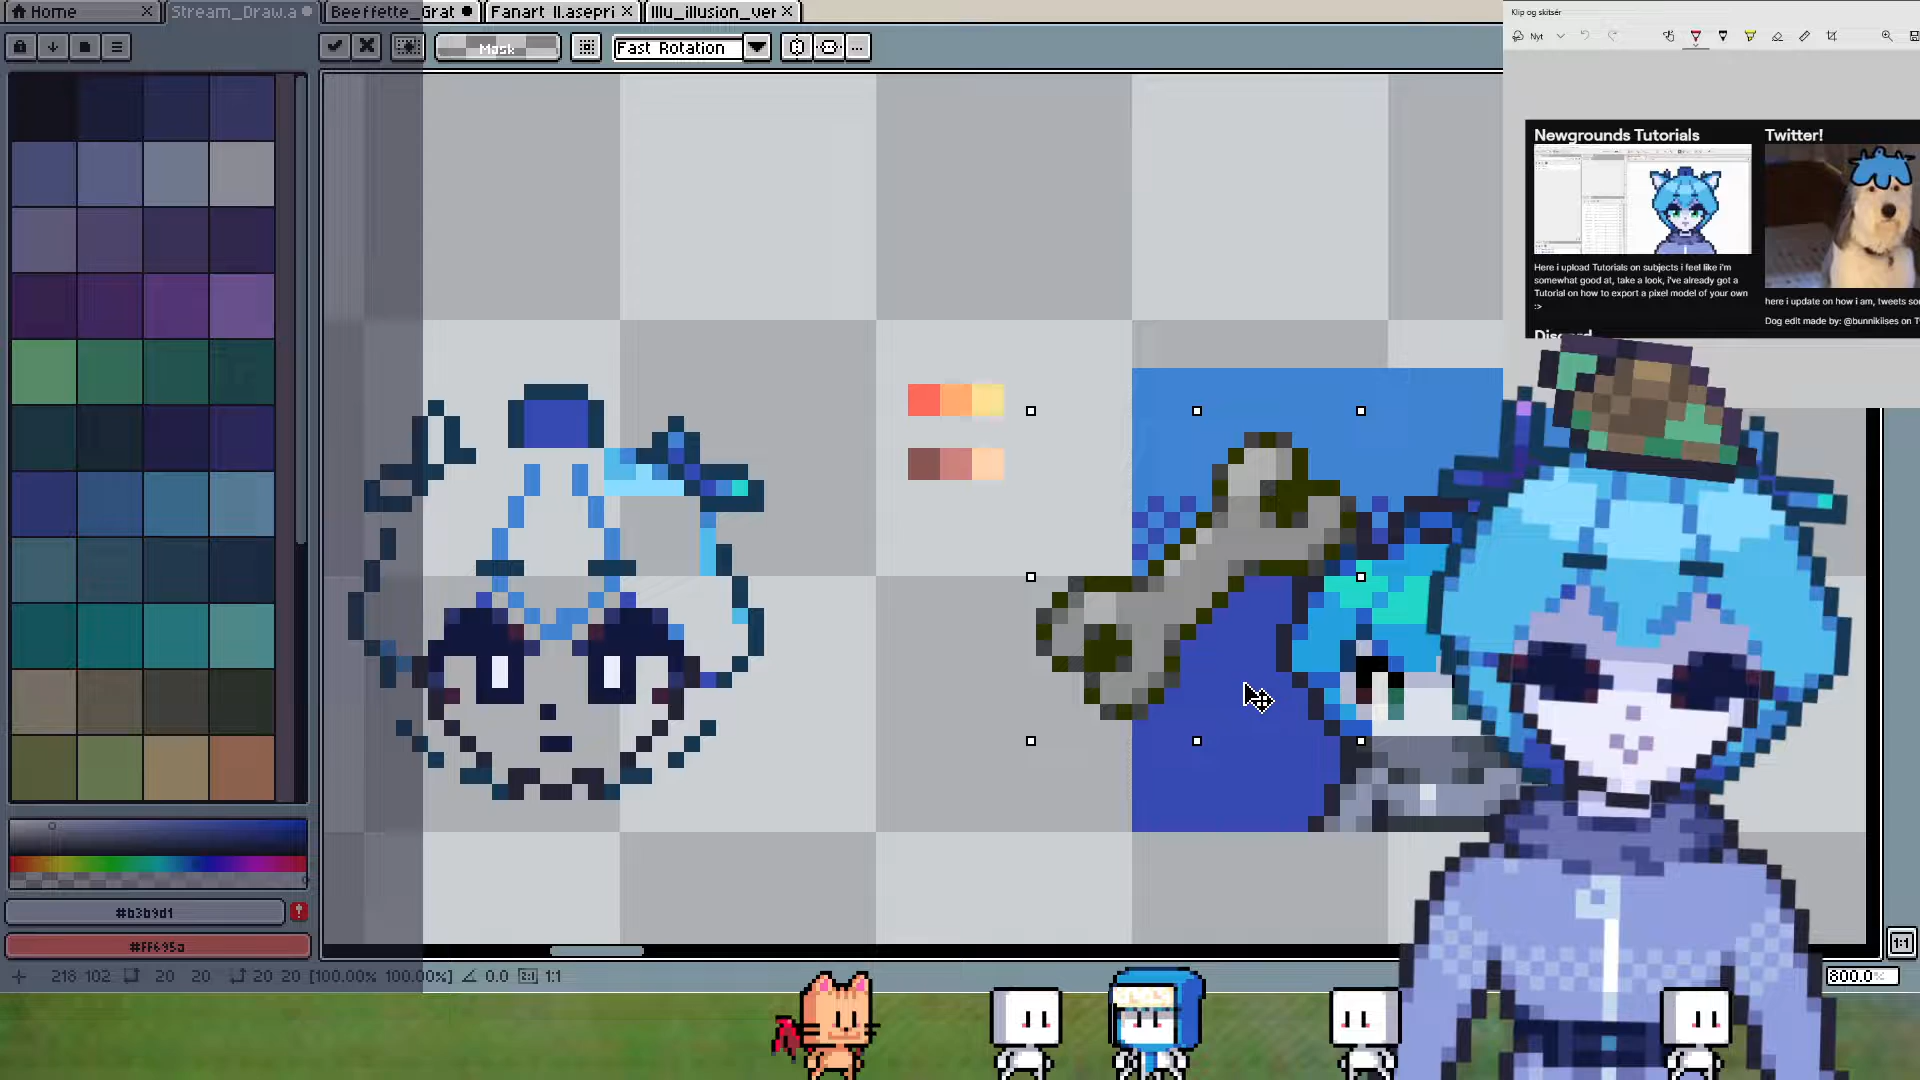 Home
Stream_Draw.a
Beeffette_Grat
Fanart II.asepri
Illu_illusion_ver
Klip og skitsér
Nyt
Mask
Fast Rotation
...
Newgrounds Tutorials
Twitter!
Here i upload Tutorials on subjects i feel like i'm
somewhat good at, take a look, i've already got a
Tutorial on how to export a pixel model of your own
:>
here i update on how i am, tweets so
Dog edit made by: @bunnikiises on T
Discord
#b3b9d1
#FF695a
218 102 20 20 20 20 [100.00% 100.00%] 0.0 1:1
1:1
800.0%